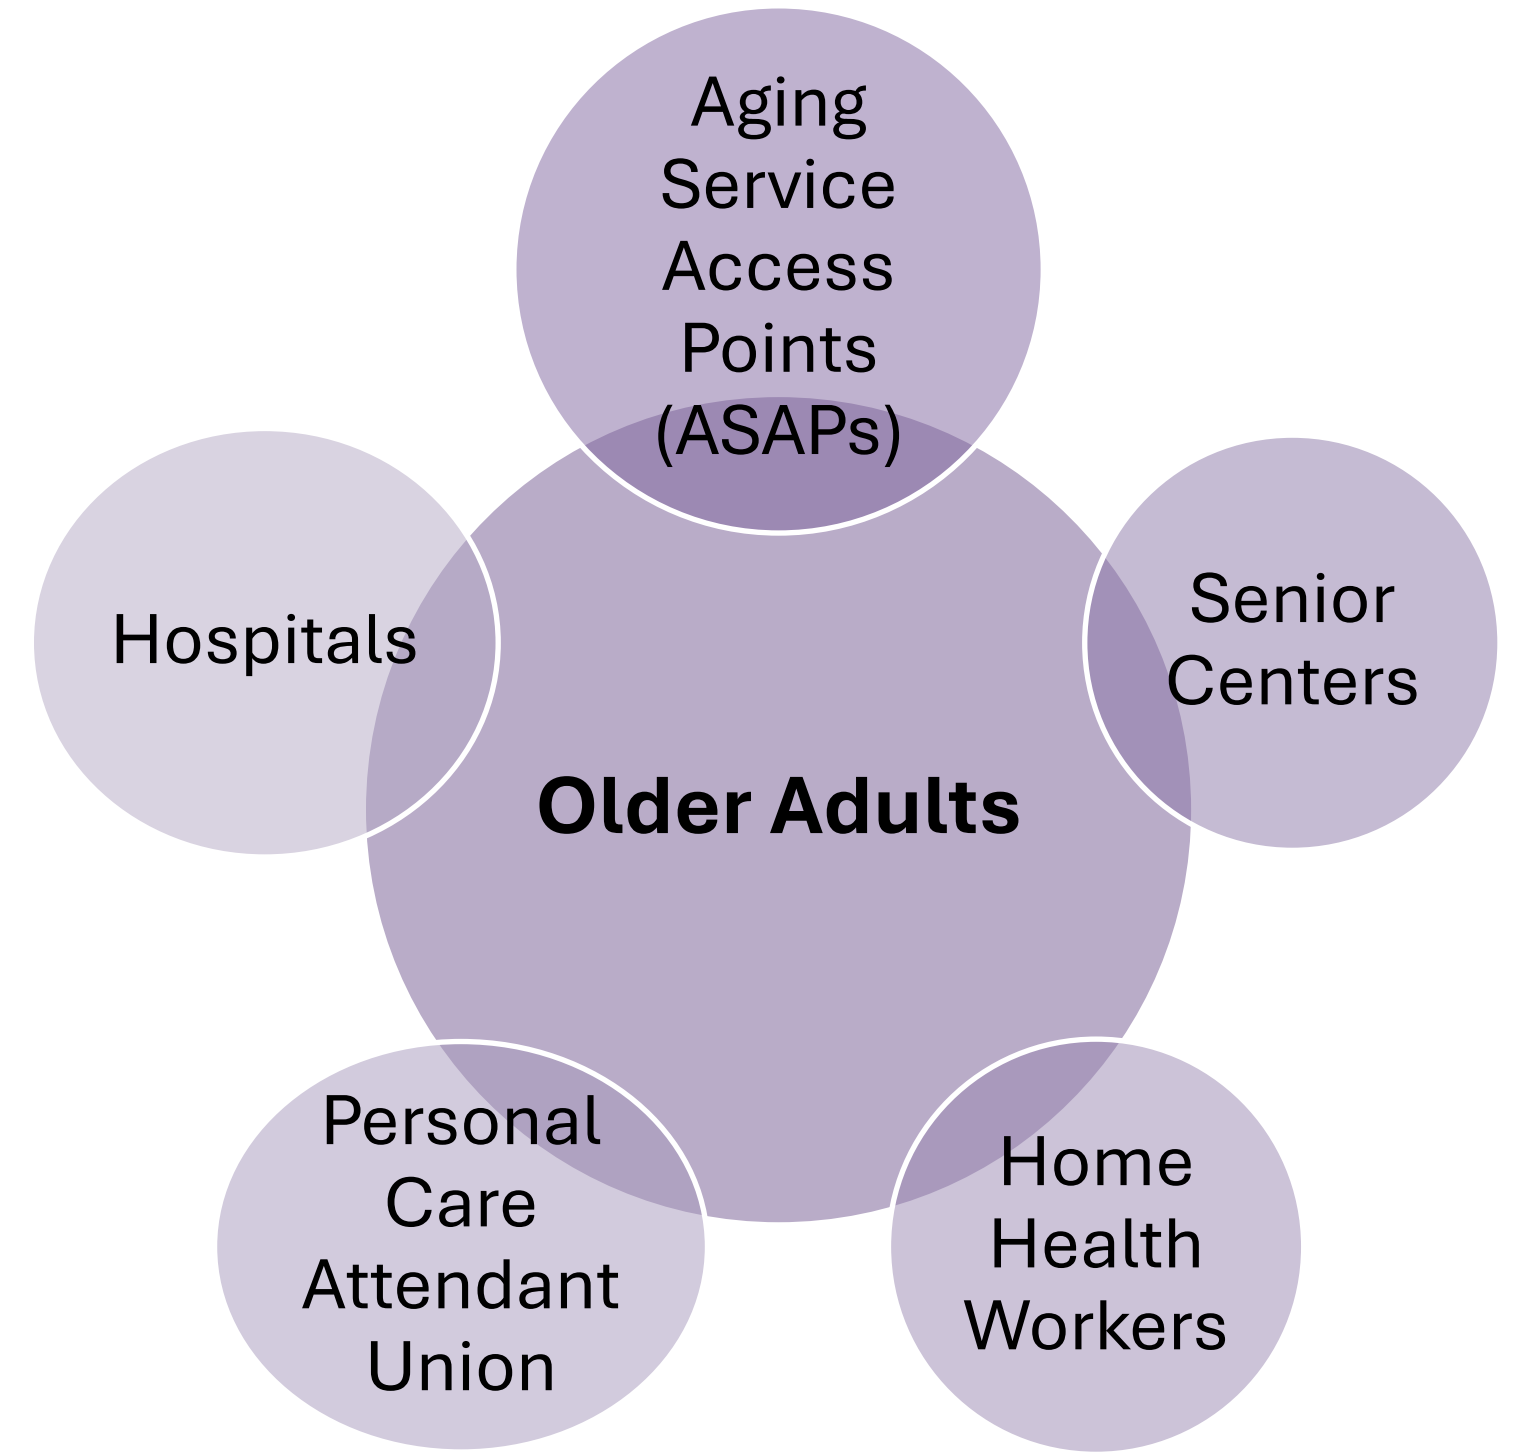 Aging
Service
Access
Points
(ASAPs)
Hospitals
Senior
Centers
Older Adults
Personal
Care
Attendant
Union
Home
Health
Workers